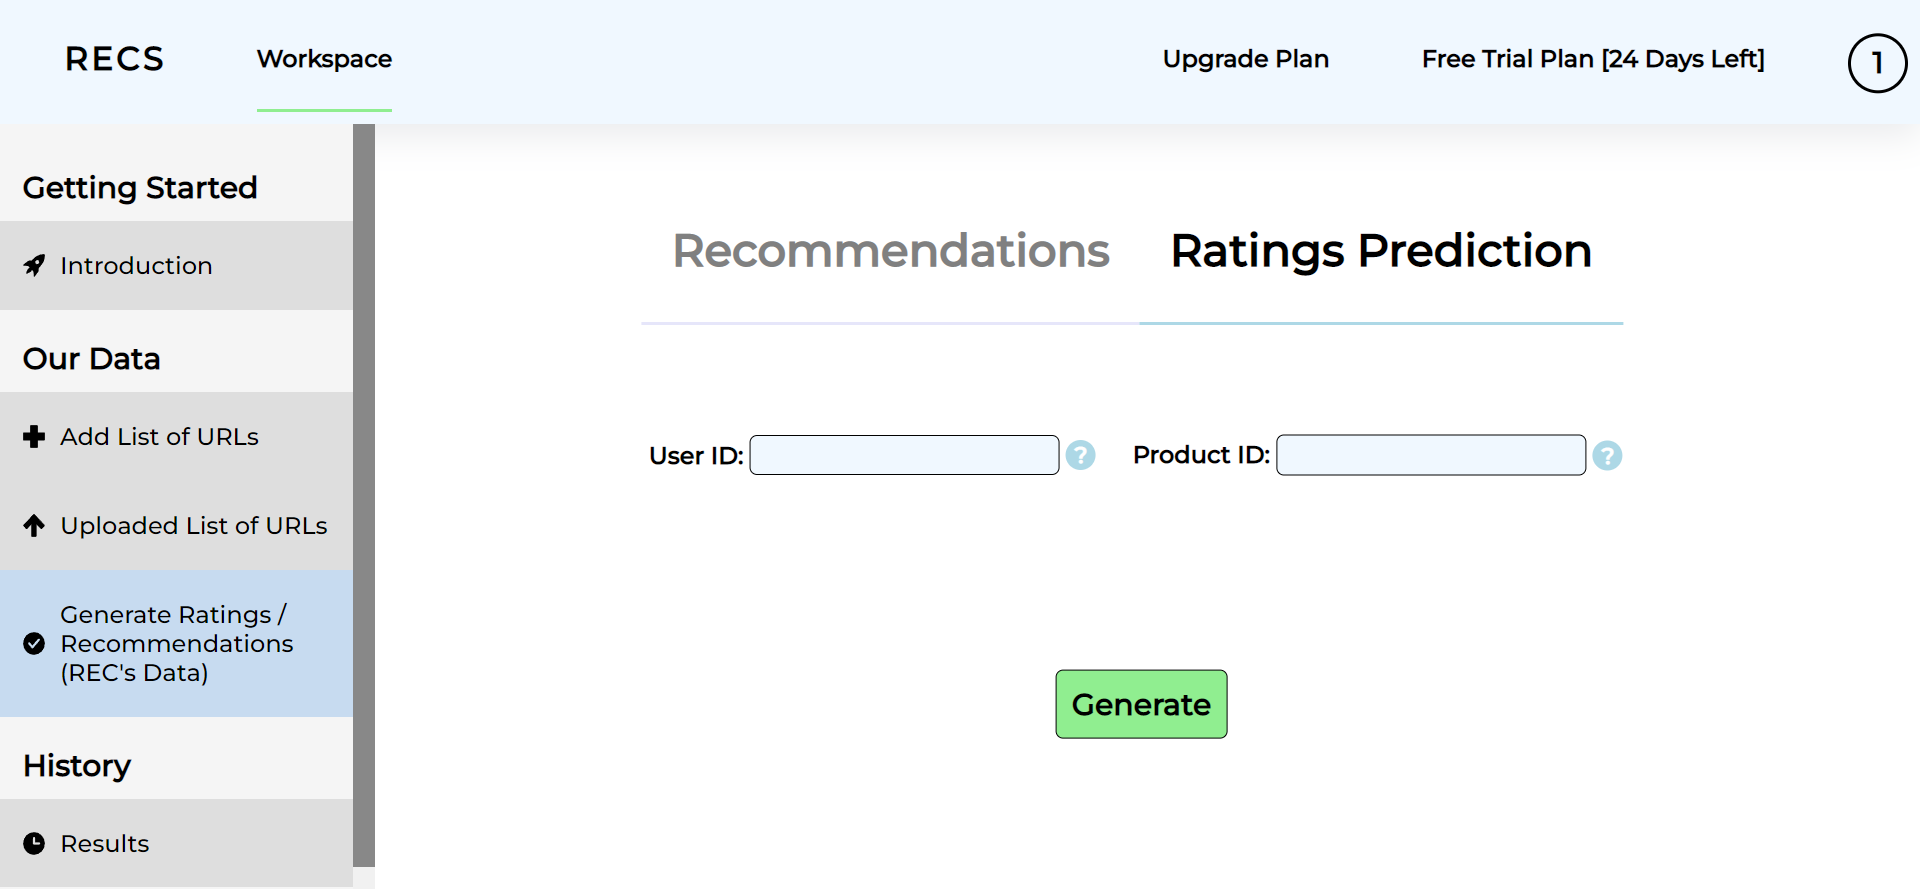 RECS
Workspace
Upgrade Plan
Free Trial Plan [24 Days Left]
1
Getting Started
Introduction
Our Data
Add List of URLs
Uploaded List of URLs
Generate Ratings /
Recommendations
(REC's Data)
History
Results
Recommendations
Ratings Prediction
User ID:
?
Product ID:
?
Generate